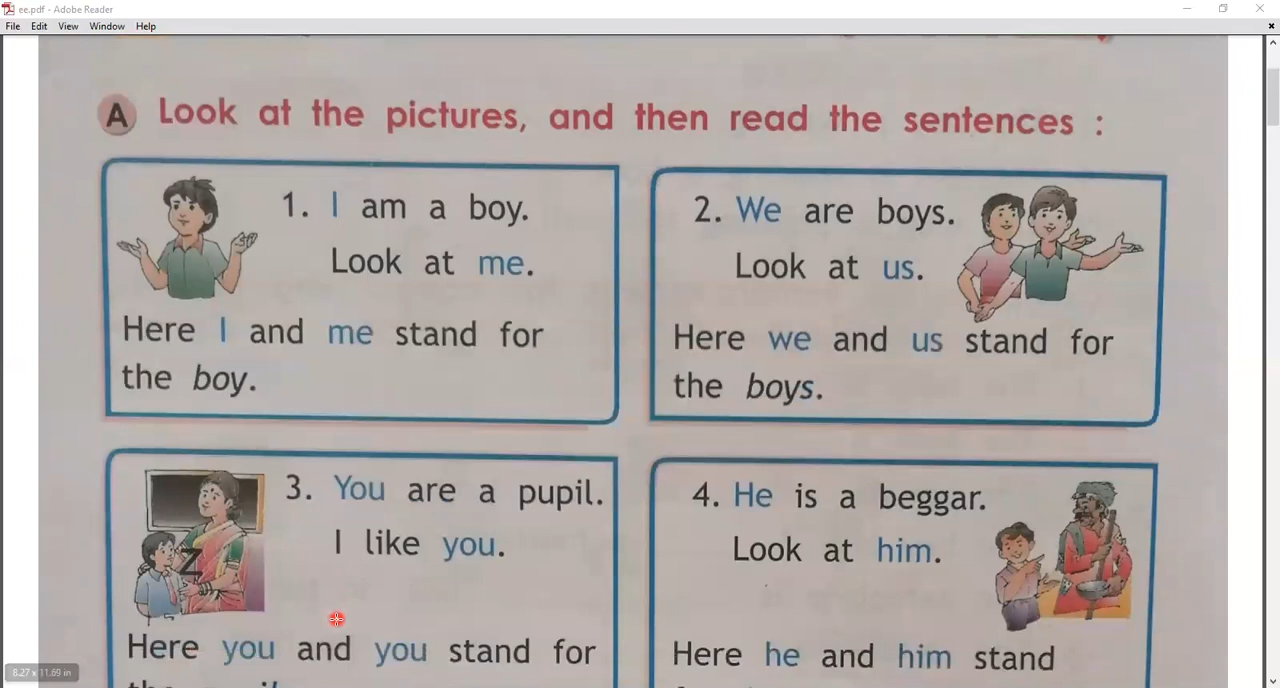 ee.pdf - Adobe Reader
File Edit View Window Help
A Look at the pictures, and then read the sentences :
1. I am a boy.
Look at me.
Here I and me stand for
the boy.
2. We are boys.
Look at us.
Here we and us stand for
the boys.
3. You are a pupil.
I like you.
Here you and you stand for
4. He is a beggar.
Look at him.
Here he and him stand
8.27 x 11.69 in